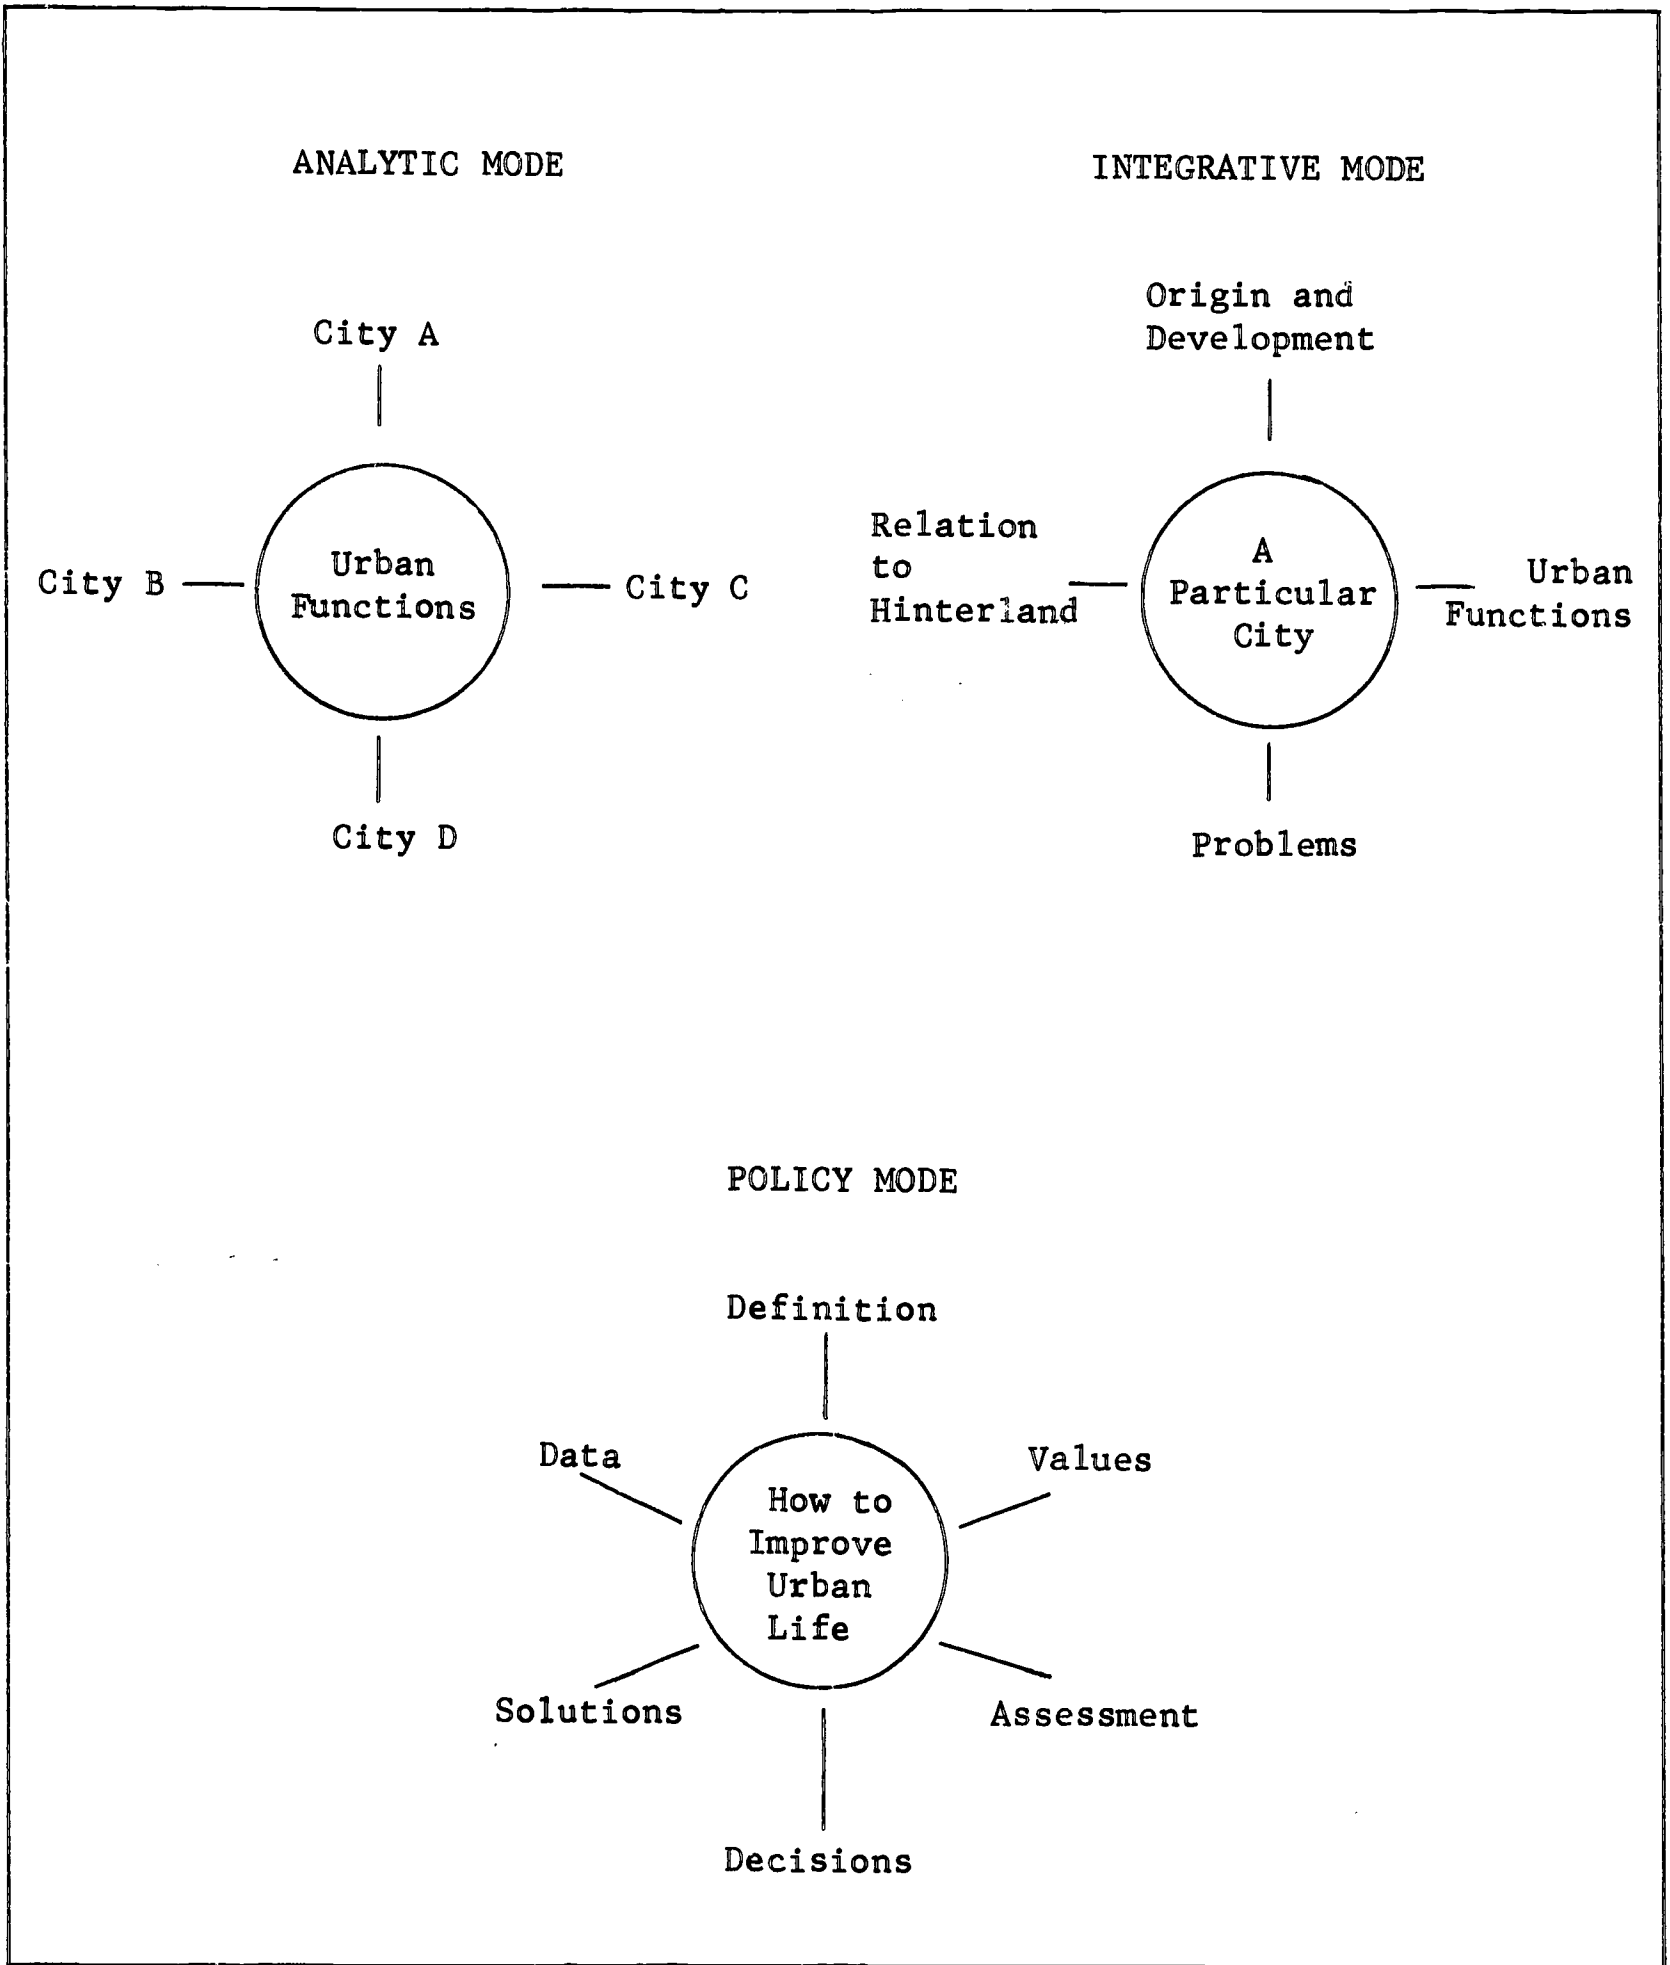 ANALYTIC MODE
City A
City B
Urban
Functions
City C
City D
INTEGRATIVE MODE
Origin and
Development
Relation
to
Hinterland
A
Particular
City
Urban
Functions
Problems
POLICY MODE
Definition
Data
Values
How to
Improve
Urban
Life
Solutions
Assessment
Decisions